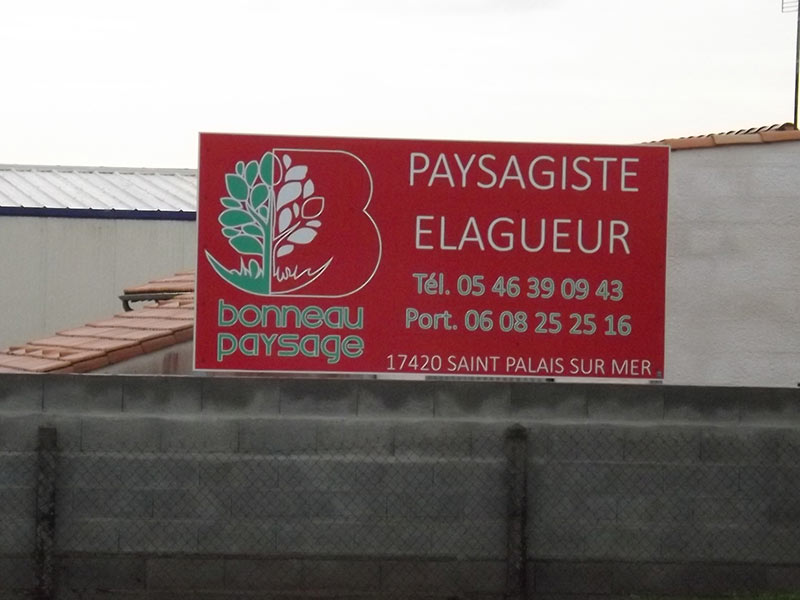 B
bonneau
paysage
PAYSAGISTE
ELAGUEUR
Tél. 05 46 39 09 43
Port. 06 08 25 25 16
17420 SAINT PALAIS SUR MER